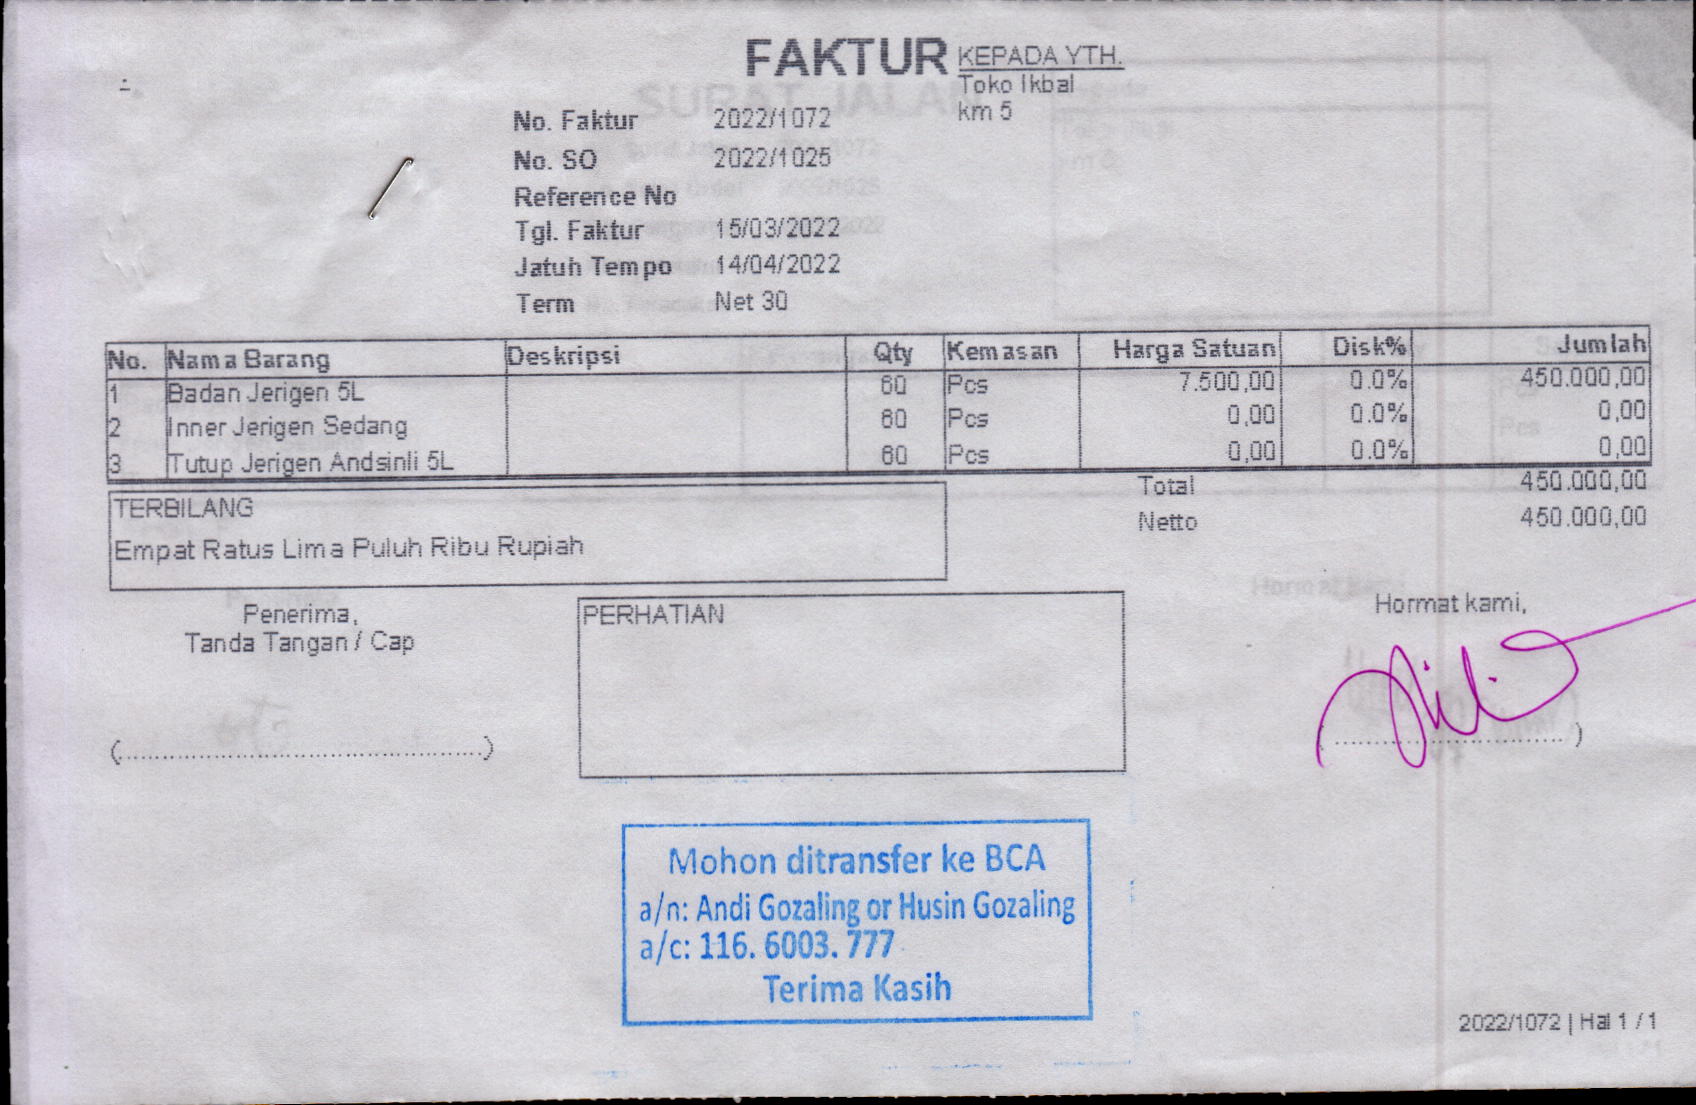 FAKTUR
KEPADA YTH.
Toko Ikbal
km 5
No. Faktur 2022/1072
No. SO 2022/1025
Reference No
Tgl. Faktur 15/03/2022
Jatuh Tempo 14/04/2022
Term Net 30
No. Nama Barang Deskripsi Qty Kemasan Harga Satuan Disk% Jumlah
1 Badan Jerigen 5L 60 Pcs 7.500,00 0.0% 450.000,00
2 Inner Jerigen Sedang 60 Pcs 0,00 0.0% 0,00
3 Tutup Jerigen Andsinli 5L 60 Pcs 0,00 0.0% 0,00
Total 450.000,00
Netto 450.000,00
TERBILANG
Empat Ratus Lima Puluh Ribu Rupiah
Penerima,
Tanda Tangan / Cap
PERHATIAN
Hormat kami,
Mohon ditransfer ke BCA
a/n: Andi Gozaling or Husin Gozaling
a/c: 116. 6003. 777
Terima Kasih
2022/1072 | Hal 1 / 1